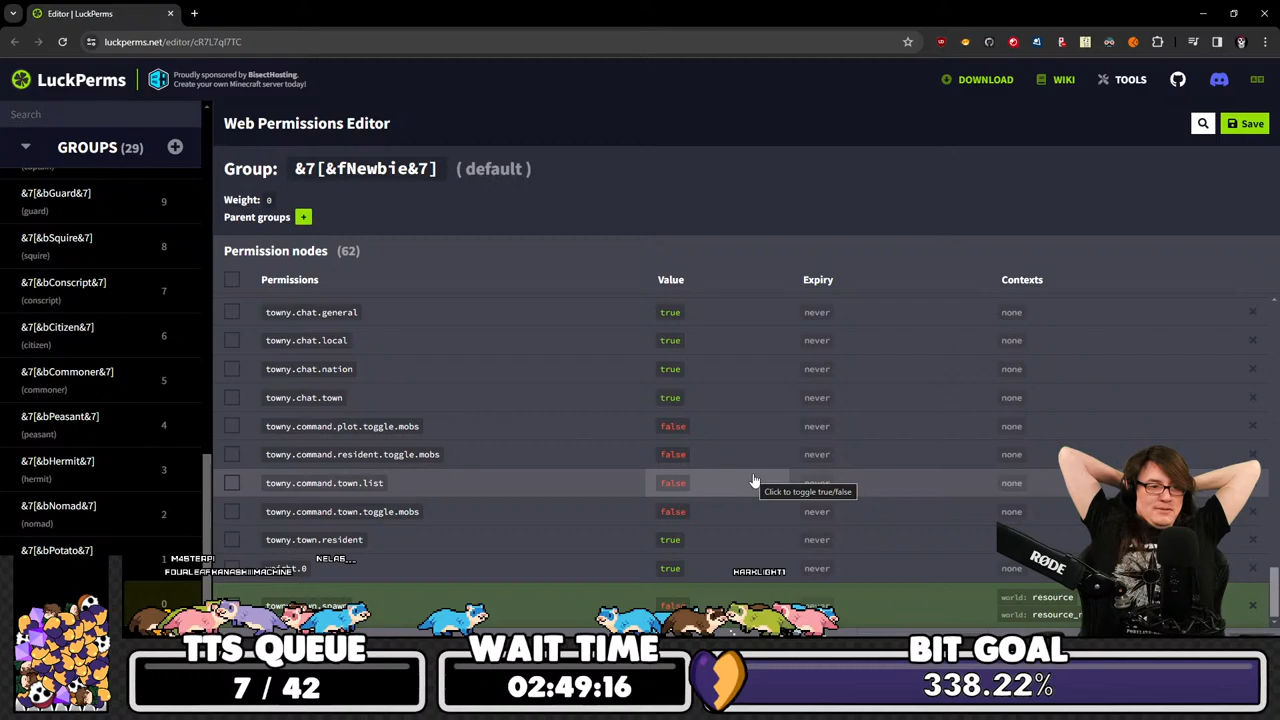 Editor | LuckPerms
luckperms.net/editor/cR7L7ql7TC
LuckPerms
Proudly sponsored by BisectHosting.
Create your own Minecraft server today!
DOWNLOAD
WIKI
TOOLS
Search
GROUPS (29)
&7[&bGuard&7]
(guard)
9
&7[&bSquire&7]
(squire)
8
&7[&bConscript&7]
(conscript)
7
&7[&bCitizen&7]
(citizen)
6
&7[&bCommoner&7]
(commoner)
5
&7[&bPeasant&7]
(peasant)
4
&7[&bHermit&7]
(hermit)
3
&7[&bNomad&7]
(nomad)
2
&7[&bPotato&7]
1
0
Web Permissions Editor
Save
Group: &7[&fNewbie&7] ( default )
Weight: 0
Parent groups +
Permission nodes (62)
Permissions Value Expiry Contexts
towny.chat.general true never none
towny.chat.local true never none
towny.chat.nation true never none
towny.chat.town true never none
towny.command.plot.toggle.mobs false never none
towny.command.resident.toggle.mobs false never none
towny.command.town.list false never none
Click to toggle true/false
towny.command.town.toggle.mobs false never none
towny.town.resident true never
true never
world: resource
NELAS...
HARKLIGHT1
RØDE
TTS QUEUE
7 / 42
WAIT TIME
02:49:16
BIT GOAL
338.22%